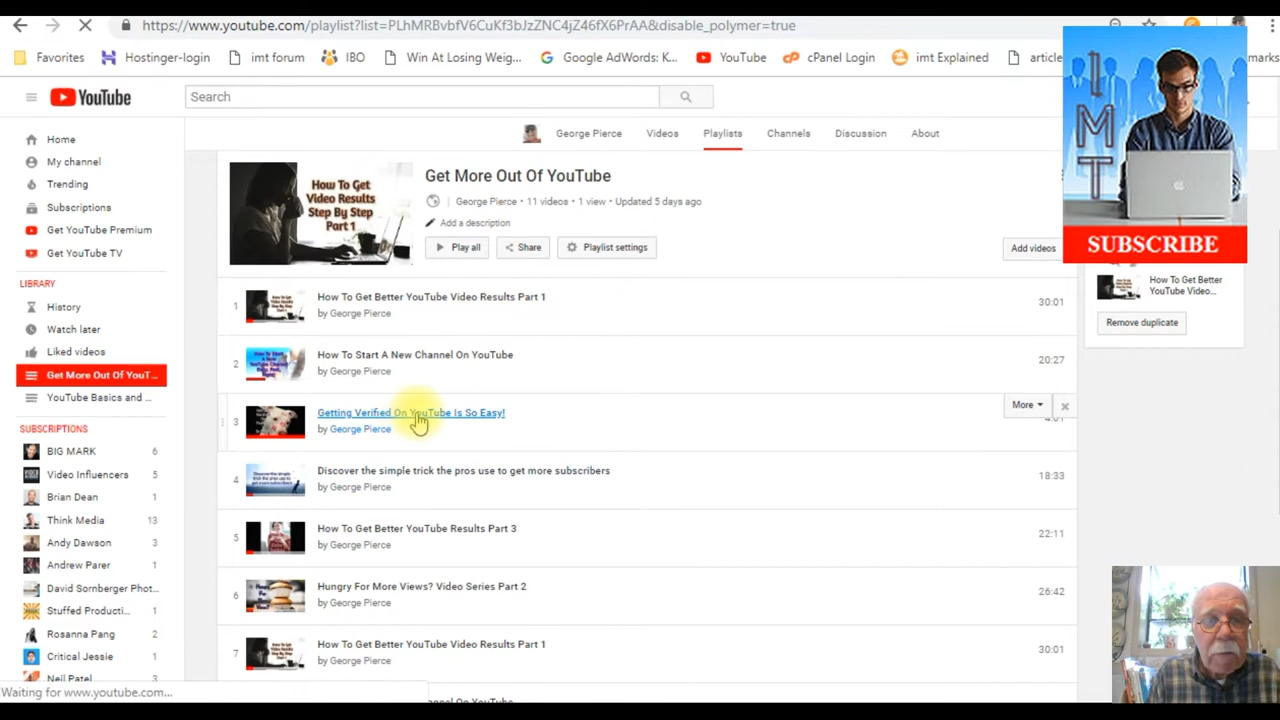 https://www.youtube.com/playlist?list=PLhMRBvbfV6CuKf3bJzZNC4jZ46fX6PrAA&disable_polymer=true
Favorites Hostinger-login imt forum IBO Win At Losing Weig... Google AdWords: K... YouTube cPanel Login imt Explained article marks
YouTube
Search
George Pierce Videos Playlists Channels Discussion About
Home
My channel
Trending
Subscriptions
Get YouTube Premium
Get YouTube TV
LIBRARY
History
Watch later
Liked videos
Get More Out Of YouT...
YouTube Basics and ...
SUBSCRIPTIONS
BIG MARK 6
Video Influencers 5
Brian Dean 3
Think Media 13
Andy Dawson 3
Andrew Parer 3
David Sornberger Phot...
Stuffed Producti... 1
Rosanna Pang 2
Critical Jessie 1
Neil Patel 1
Waiting for www.youtube.com...
How To Get
Video Results
Step By Step
Part 1
Get More Out Of YouTube
George Pierce • 11 videos • 1 view • Updated 5 days ago
Add a description
Play all Share Playlist settings
Add videos
1 How To Get Better YouTube Video Results Part 1 30:01
by George Pierce
2 How To Start A New Channel On YouTube 20:27
by George Pierce
3 Getting Verified On YouTube Is So Easy! More
by George Pierce
4 Discover the simple trick the pros use to get more subscribers 18:33
by George Pierce
5 How To Get Better YouTube Results Part 3 22:11
by George Pierce
6 Hungry For More Views? Video Series Part 2 26:42
by George Pierce
7 How To Get Better YouTube Video Results Part 1 30:01
by George Pierce
IMT
SUBSCRIBE
How To Get Better
YouTube Video...
Remove duplicate